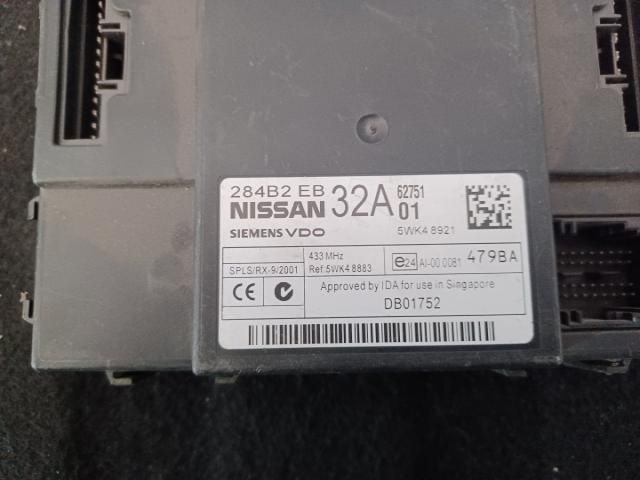 284B2 EB 32A 62751
NISSAN 01
SIEMENS VDO 5WK4 8921
433 MHz
SPLS/RX-9/2001 Ref.5WK4 8883 e24 AI-00 0081 479BA
CE Approved by IDA for use in Singapore
DB01752